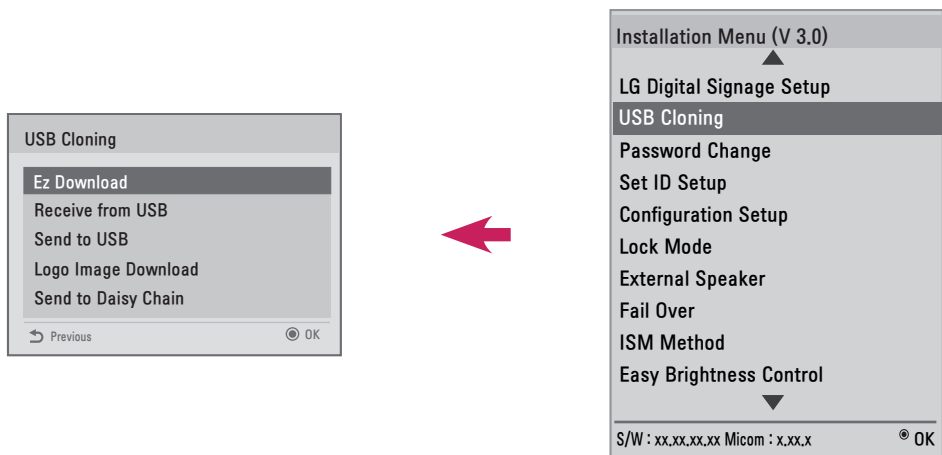 USB Cloning
Ez Download
Receive from USB
Send to USB
Logo Image Download
Send to Daisy Chain
Previous
OK
Installation Menu (V 3.0)
LG Digital Signage Setup
USB Cloning
Password Change
Set ID Setup
Configuration Setup
Lock Mode
External Speaker
Fail Over
ISM Method
Easy Brightness Control
S/W : xx.xx.xx.xx Micom : x.xx.x
OK